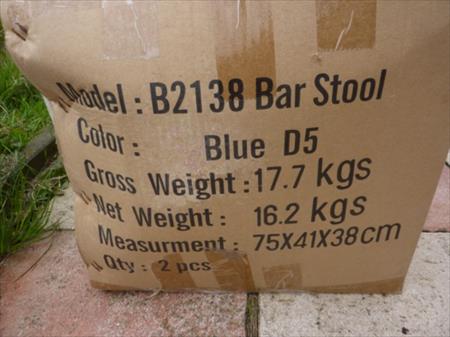 Model : B2138 Bar Stool
Color : Blue D5
Gross Weight : 17.7 kgs
Net Weight : 16.2 kgs
Measurment : 75X41X38cm
Qty : 2 pcs